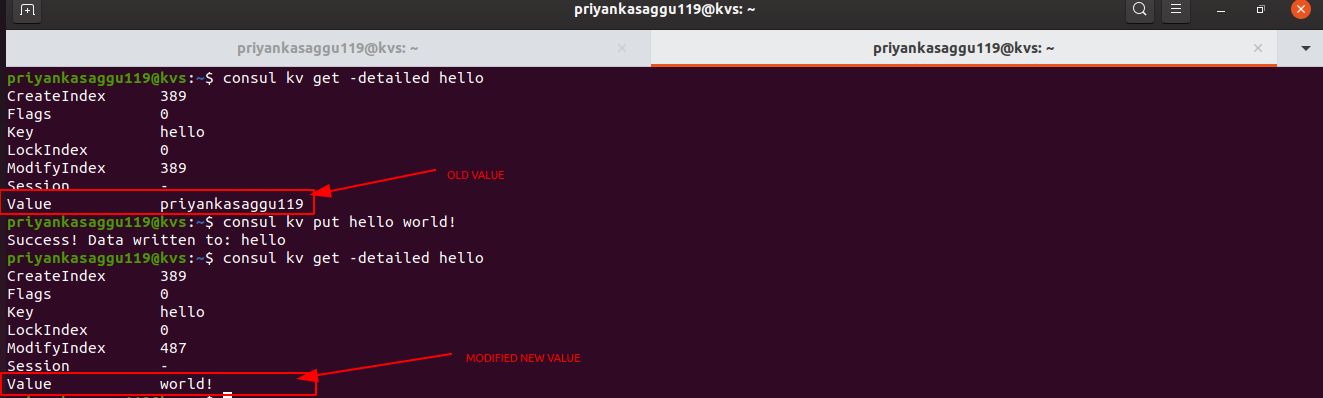 priyankasaggu119@kvs: ~
priyankasaggu119@kvs: ~
priyankasaggu119@kvs: ~
priyankasaggu119@kvs:~$ consul kv get -detailed hello
CreateIndex 389
Flags 0
Key hello
LockIndex 0
ModifyIndex 389
OLD VALUE
Session -
Value priyankasaggu119
priyankasaggu119@kvs:~$ consul kv put hello world!
Success! Data written to: hello
priyankasaggu119@kvs:~$ consul kv get -detailed hello
CreateIndex 389
Flags 0
Key hello
LockIndex 0
ModifyIndex 487
MODIFIED NEW VALUE
Session -
Value world!